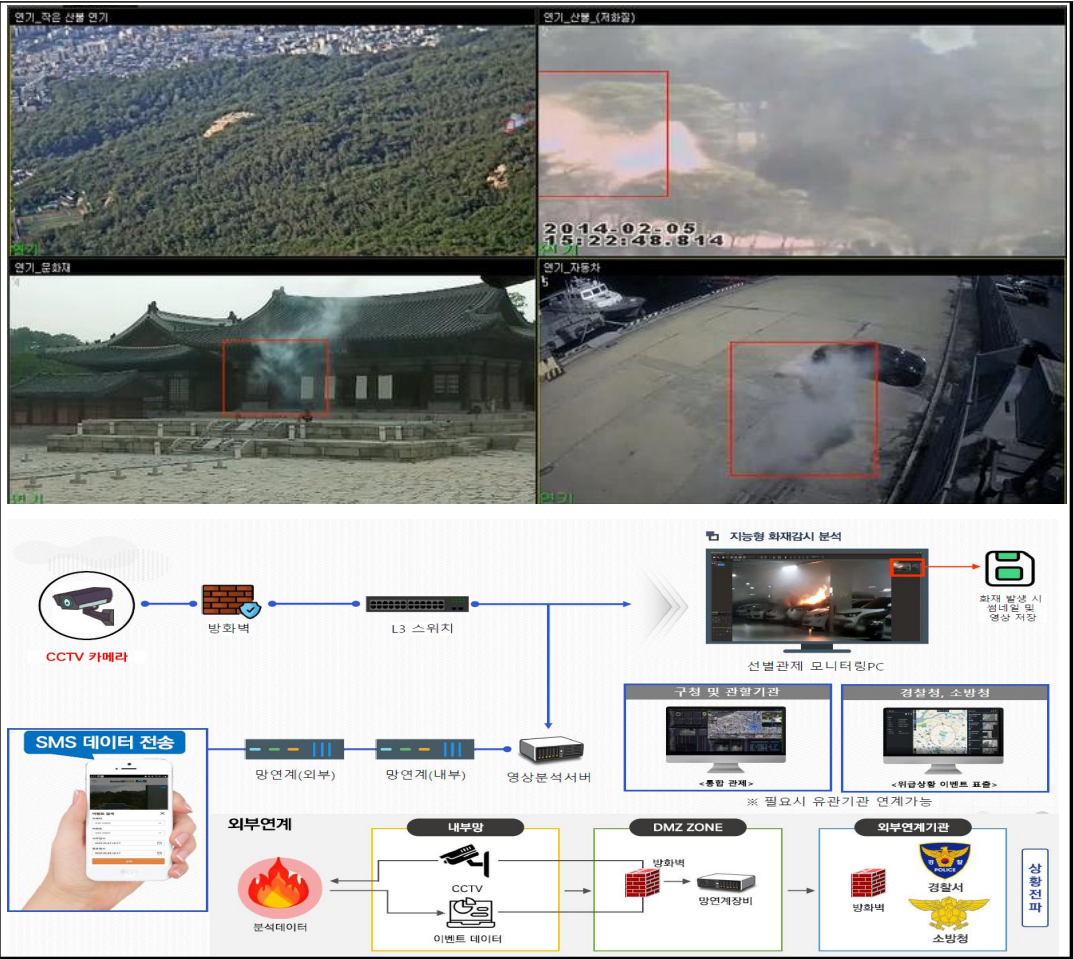 연기_작은 산불 연기
연기_산불_(저화질)
2014-02-05
15:22:48.814
연기
연기
연기_문화재
연기_자동차
연기
연기
지능형 화재감시 분석
방화벽
L3 스위치
CCTV 카메라
화재 발생 시
썸네일 및
영상 저장
선별관제 모니터링PC
구청 및 관할기관
경찰청, 소방청
SMS 데이터 전송
망연계(외부)
망연계(내부)
영상분석서버
<통합 관제>
<위급상황 이벤트 표출>
※ 필요시 유관기관 연계가능
외부연계
내부망
DMZ ZONE
외부연계기관
분석데이터
CCTV
이벤트 데이터
방화벽
망연계장비
방화벽
경찰
POLICE
경찰서
소방청
상황전파